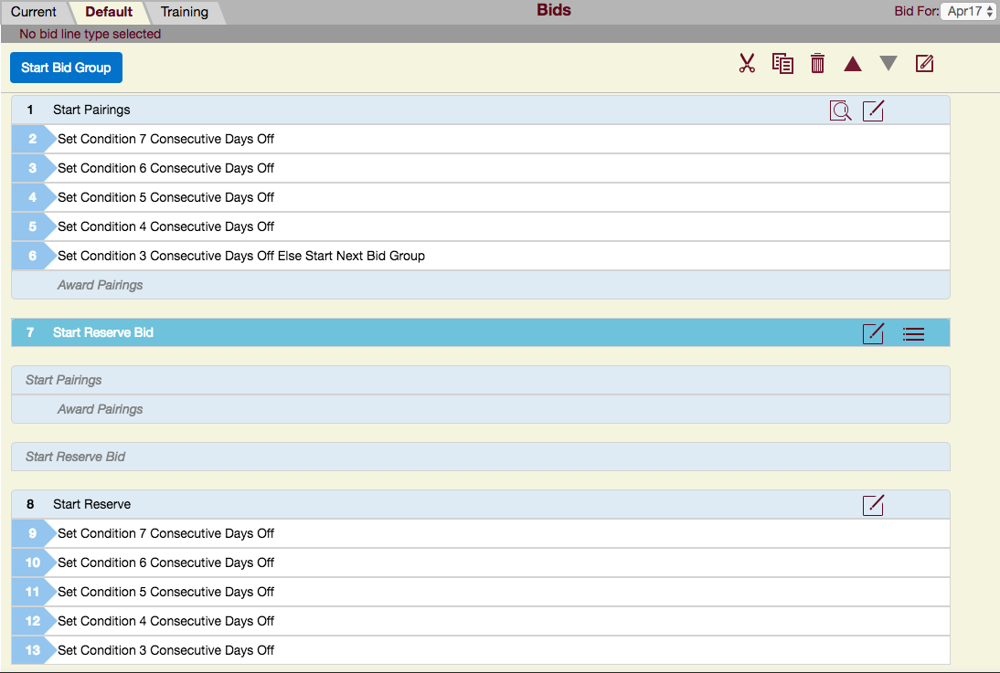 Current Default Training Bids Bid For: Apr17
No bid line type selected
Start Bid Group
1 Start Pairings
2 Set Condition 7 Consecutive Days Off
3 Set Condition 6 Consecutive Days Off
4 Set Condition 5 Consecutive Days Off
5 Set Condition 4 Consecutive Days Off
6 Set Condition 3 Consecutive Days Off Else Start Next Bid Group
Award Pairings
7 Start Reserve Bid
Start Pairings
Award Pairings
Start Reserve Bid
8 Start Reserve
9 Set Condition 7 Consecutive Days Off
10 Set Condition 6 Consecutive Days Off
11 Set Condition 5 Consecutive Days Off
12 Set Condition 4 Consecutive Days Off
13 Set Condition 3 Consecutive Days Off